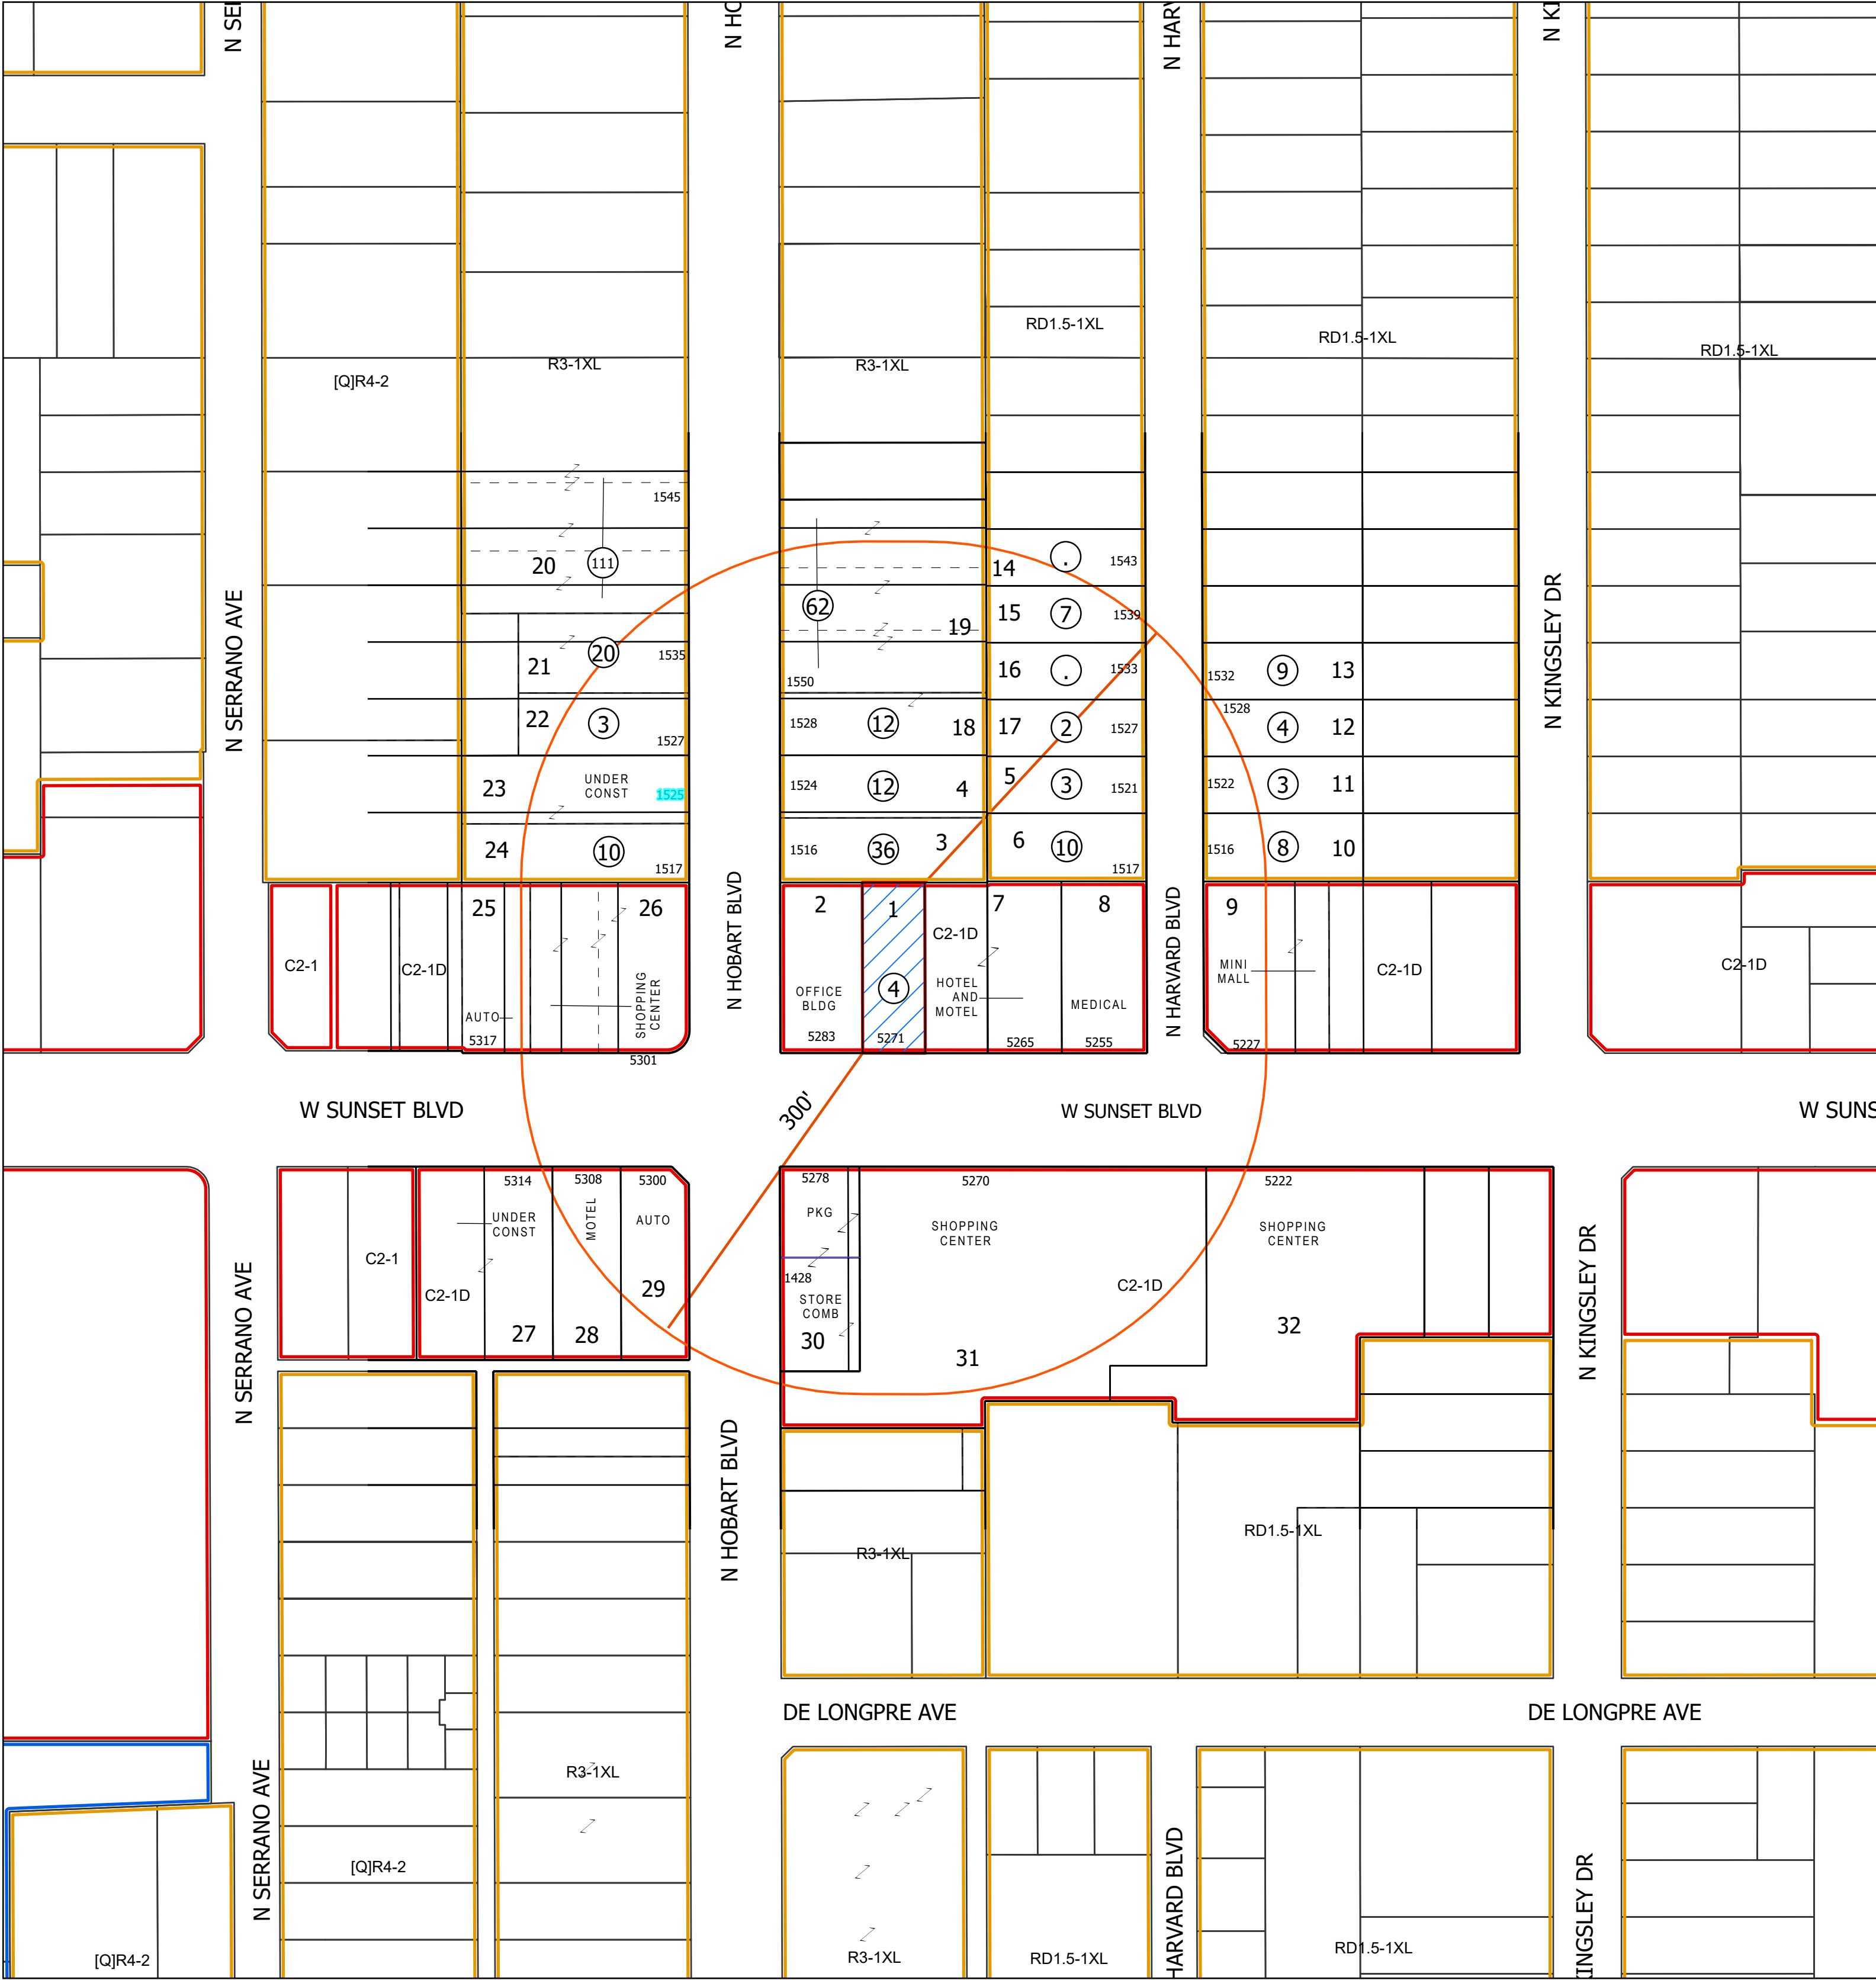 N SE
N HO
N HAR
N KI
RD1.5-1XL
RD1.5-1XL
RD1.5-1XL
R3-1XL
R3-1XL
[Q]R4-2
1545
20
111
14
.
1543
62
15
7
1539
19
N SERRANO AVE
N KINGSLEY DR
21
20
1535
1550
16
.
1533
1532
9
13
22
3
1527
1528
12
18
17
2
1527
1528
4
12
23
UNDER
CONST
1525
1524
12
4
5
3
1521
1522
3
11
24
10
1517
1516
36
3
6
10
1517
1516
8
10
25
26
N HOBART BLVD
2
1
7
8
N HARVARD BLVD
9
C2-1
C2-1D
C2-1D
C2-1D
C2-1D
AUTO
5317
SHOPPING
CENTER
5301
OFFICE
BLDG
5283
4
5271
HOTEL
AND
MOTEL
5265
MEDICAL
5255
MINI
MALL
5227
300'
W SUNSET BLVD
W SUNSET BLVD
W SUNS
5314
5308
5300
5278
5270
5222
UNDER
CONST
MOTEL
AUTO
PKG
SHOPPING
CENTER
SHOPPING
CENTER
C2-1
C2-1D
C2-1D
1428
STORE
COMB
27
28
29
30
31
32
N SERRANO AVE
N KINGSLEY DR
N HOBART BLVD
R3-1XL
RD1.5-1XL
DE LONGPRE AVE
DE LONGPRE AVE
N SERRANO AVE
R3-1XL
[Q]R4-2
HARVARD BLVD
INGSLEY DR
[Q]R4-2
R3-1XL
RD1.5-1XL
RD1.5-1XL